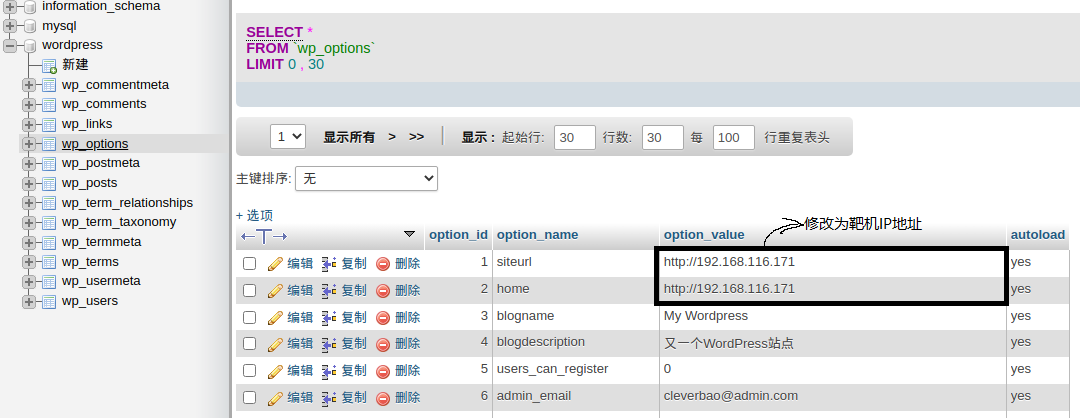 information_schema
mysql
wordpress
新建
wp_commentmeta
wp_comments
wp_links
wp_options
wp_postmeta
wp_posts
wp_term_relationships
wp_term_taxonomy
wp_termmeta
wp_terms
wp_usermeta
wp_users
SELECT *
FROM `wp_options`
LIMIT 0 , 30
1 显示所有 > >> 显示 : 起始行: 30 行数: 30 每 100 行重复表头
主键排序: 无
+ 选项
修改为靶机IP地址
←T→ option_id option_name option_value autoload
编辑 复制 删除 1 siteurl http://192.168.116.171 yes
编辑 复制 删除 2 home http://192.168.116.171 yes
编辑 复制 删除 3 blogname My Wordpress yes
编辑 复制 删除 4 blogdescription 又一个WordPress站点 yes
编辑 复制 删除 5 users_can_register 0 yes
编辑 复制 删除 6 admin_email cleverbao@admin.com yes